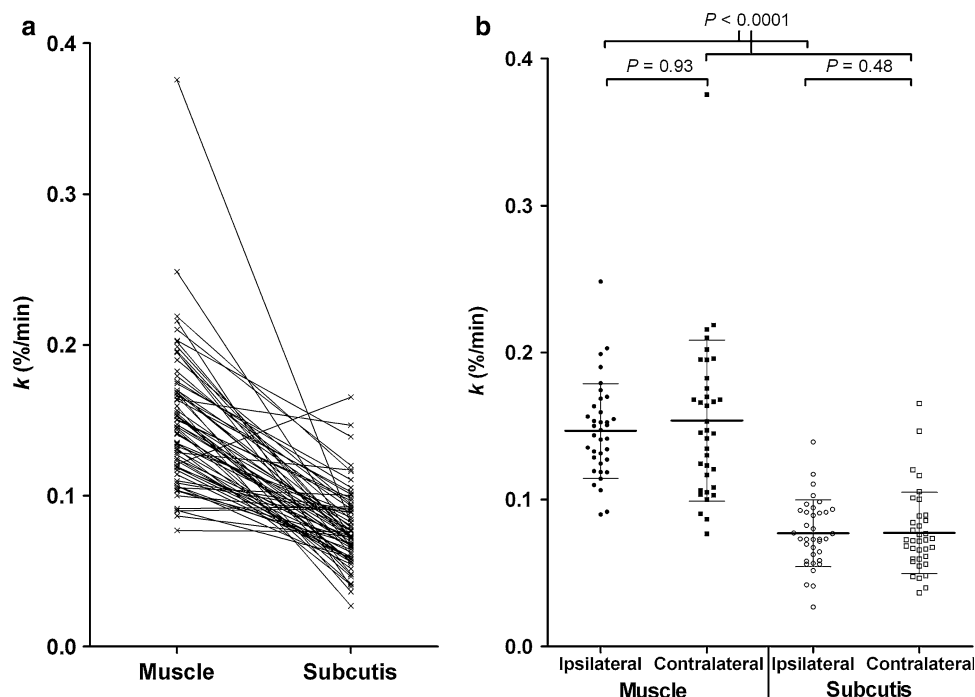 a
0.4
0.3
0.2
0.1
0.0
k (%/min)
Muscle Subcutis
b
P < 0.0001
P = 0.93 P = 0.48
0.4
0.3
0.2
0.1
0.0
k (%/min)
Ipsilateral Contralateral Ipsilateral Contralateral
Muscle Subcutis